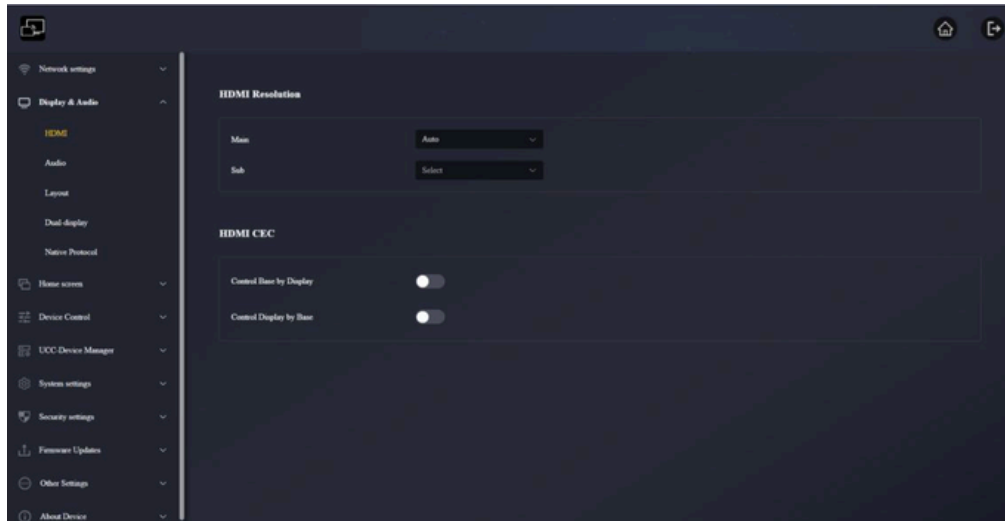 Network settings
Display & Audio
HDMI
Audio
Layout
Dual-display
Native Protocol
Home screen
Device Control
UCC-Device Manager
System settings
Security settings
Firmware Updates
Other Settings
About Device
HDMI Resolution
Main Auto
Sub Select
HDMI CEC
Control Base by Display
Control Display by Base